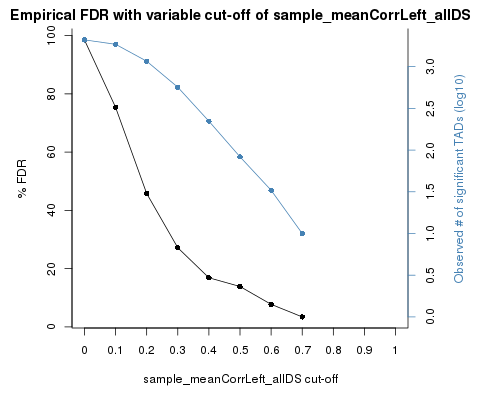 Empirical FDR with variable cut-off of sample_meanCorrLeft_allDS
% FDR
100
80
60
40
20
0
3.0
2.5
2.0
1.5
1.0
0.5
0.0
Observed # of significant TADs (log10)
0 0.1 0.2 0.3 0.4 0.5 0.6 0.7 0.8 0.9 1
sample_meanCorrLeft_allDS cut-off